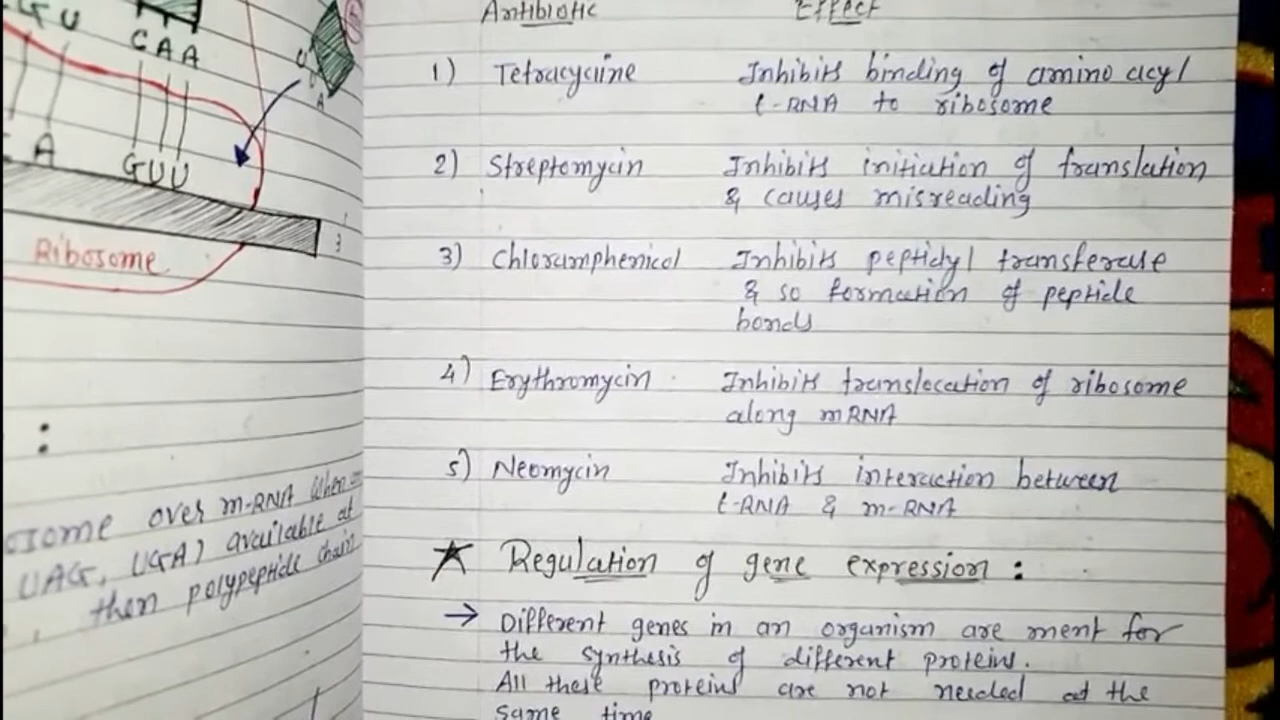 G U
C A A
U U A
A
G U U
Ribosome
osome over m-RNA when
UAG, UGA) available at
then polypeptide chain
Antibiotic Effect
1) Tetracycline Inhibits binding of amino acyl
t-RNA to ribosome
2) Streptomycin Inhibits initiation of translation
& causes misreading
3) Chloramphenicol Inhibits peptidyl transferase
& so formation of peptide
bonds
4) Erythromycin Inhibits translocation of ribosome
along mRNA
5) Neomycin Inhibits interaction between
t-RNA & m-RNA
★ Regulation of gene expression :
→ Different genes in an organism are ment for
the synthesis of different proteins.
All these proteins are not needed at the
same time